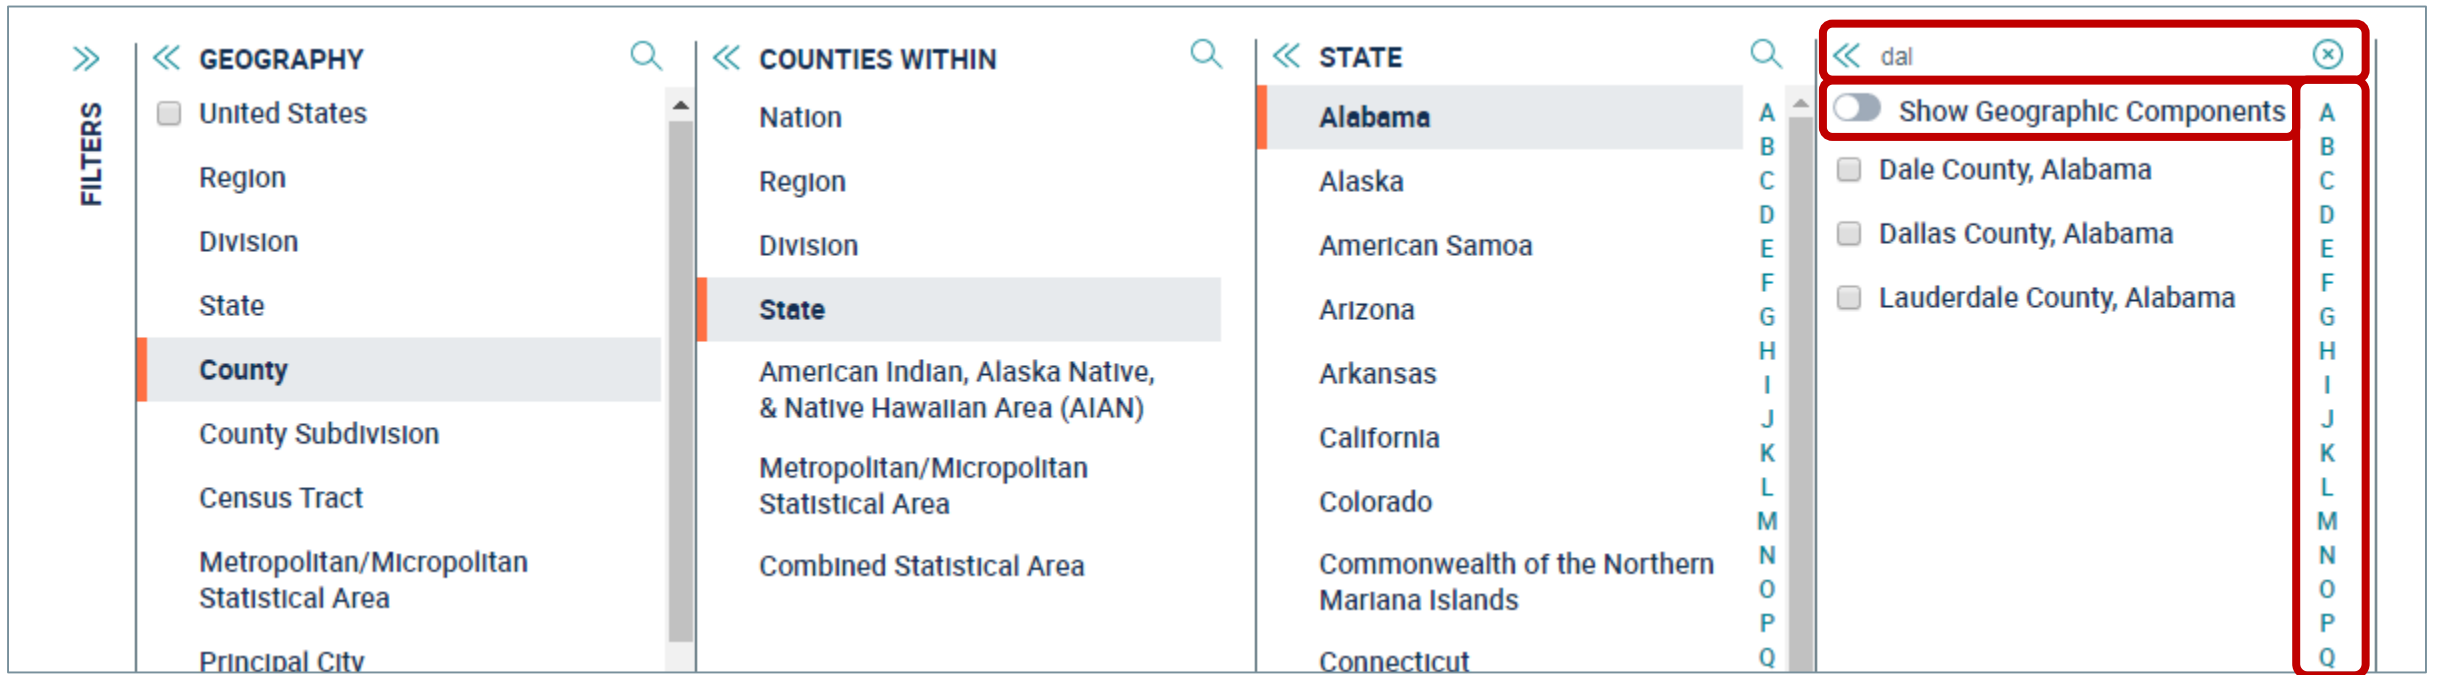 FILTERS
GEOGRAPHY
United States
Region
Division
State
County
County Subdivision
Census Tract
Metropolitan/Micropolitan
Statistical Area
Principal City
COUNTIES WITHIN
Nation
Region
Division
State
American Indian, Alaska Native,
& Native Hawaiian Area (AIAN)
Metropolitan/Micropolitan
Statistical Area
Combined Statistical Area
STATE
Alabama
Alaska
American Samoa
Arizona
Arkansas
California
Colorado
Commonwealth of the Northern
Mariana Islands
Connecticut
A
B
C
D
E
F
G
H
I
J
K
L
M
N
O
P
Q
dal
Show Geographic Components
Dale County, Alabama
Dallas County, Alabama
Lauderdale County, Alabama
A
B
C
D
E
F
G
H
I
J
K
L
M
N
O
P
Q